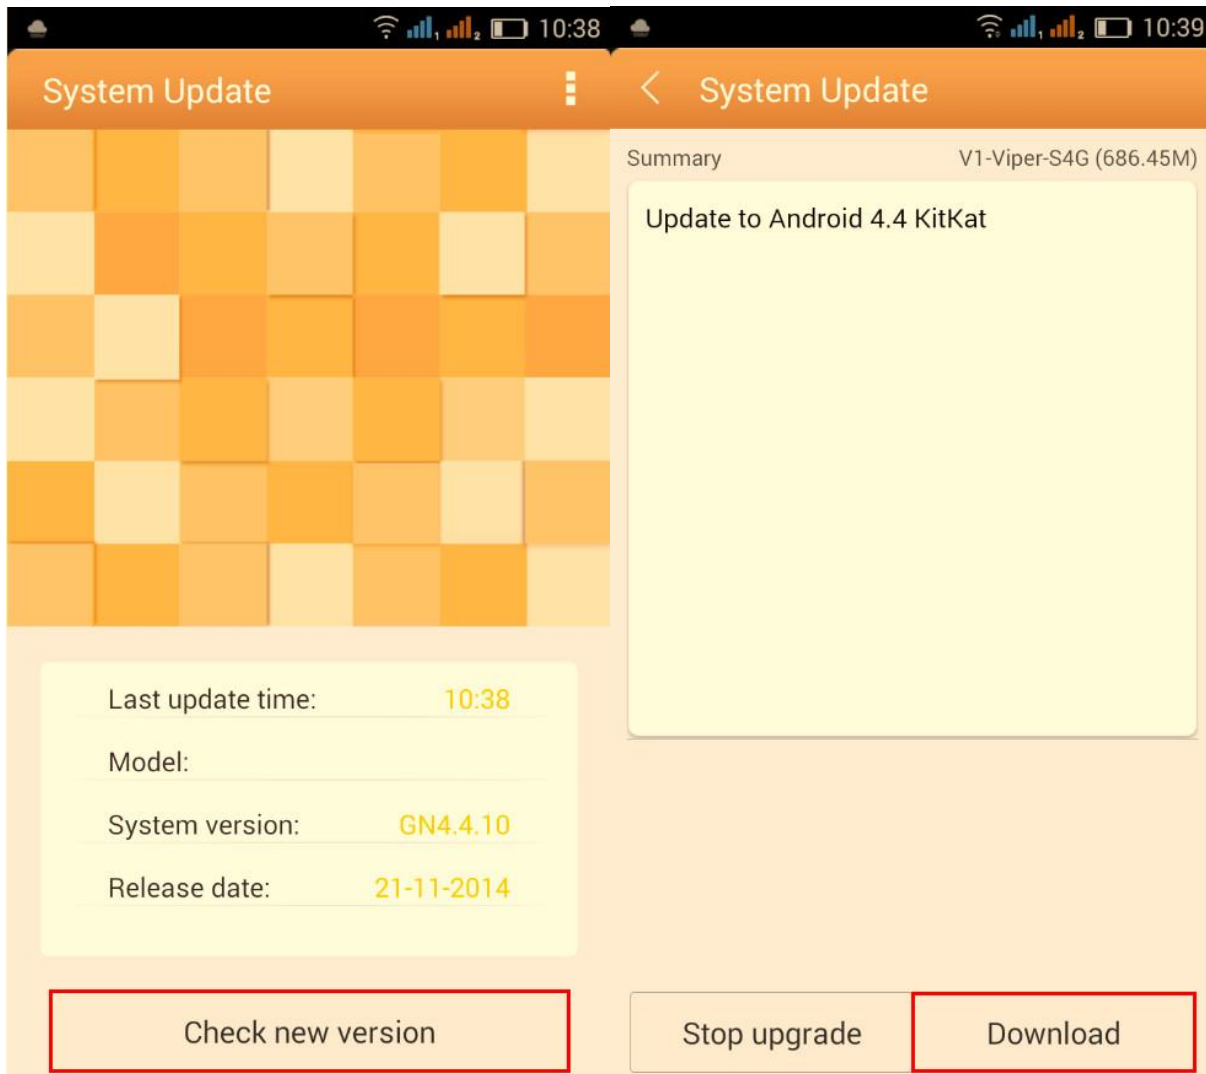 10:38
System Update
Last update time: 10:38
Model:
System version: GN4.4.10
Release date: 21-11-2014
Check new version
10:39
System Update
Summary V1-Viper-S4G (686.45M)
Update to Android 4.4 KitKat
Stop upgrade Download